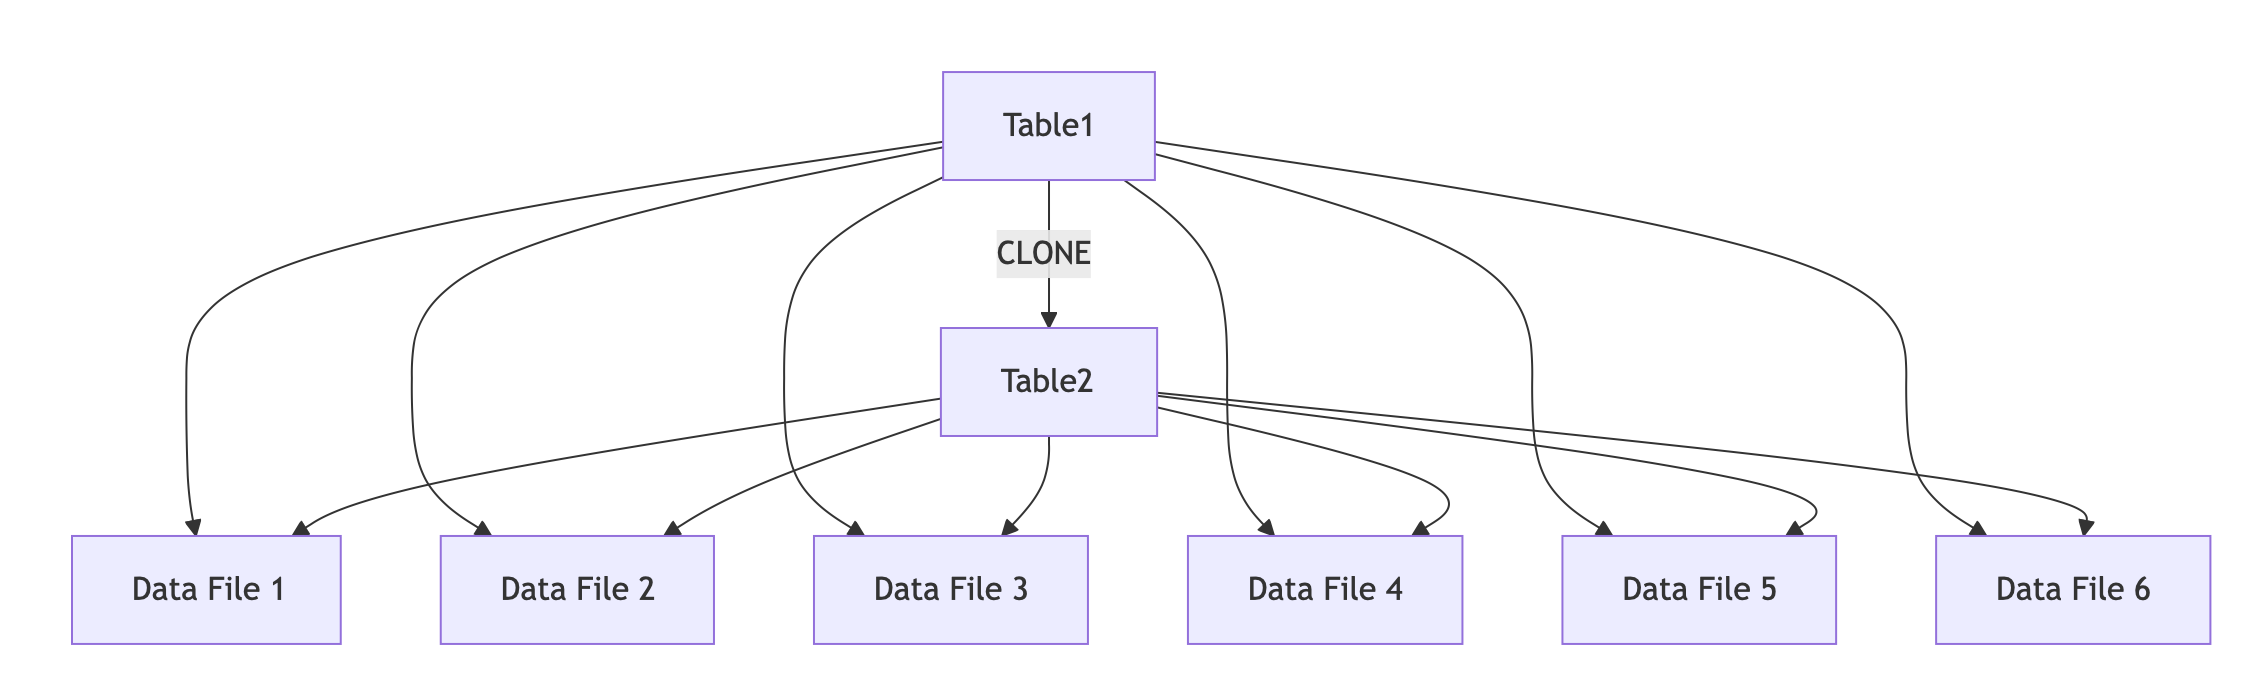 Table1
CLONE
Table2
Data File 1
Data File 2
Data File 3
Data File 4
Data File 5
Data File 6